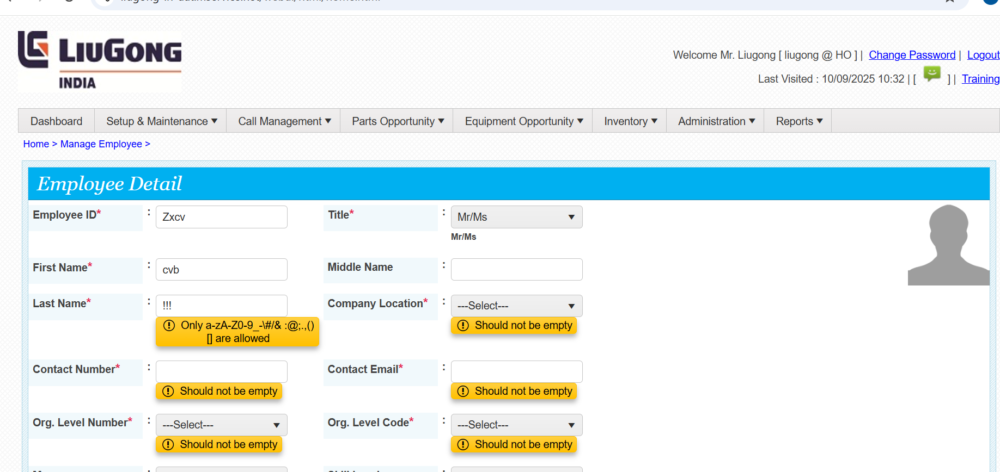 LIUGONG
INDIA
Welcome Mr. Liugong [ liugong @ HO ] | Change Password | Logout
Last Visited : 10/09/2025 10:32 | [ ] | Training
Dashboard Setup & Maintenance Call Management Parts Opportunity Equipment Opportunity Inventory Administration Reports
Home > Manage Employee >
Employee Detail
Employee ID* : Zxcv Title* : Mr/Ms
Mr/Ms
First Name* : cvb Middle Name :
Last Name* : !!! Company Location* : ---Select---
Only a-zA-Z0-9_-\#/& :@;.,() Should not be empty
[] are allowed
Contact Number* : Contact Email* :
Should not be empty Should not be empty
Org. Level Number* : ---Select--- Org. Level Code* : ---Select---
Should not be empty Should not be empty